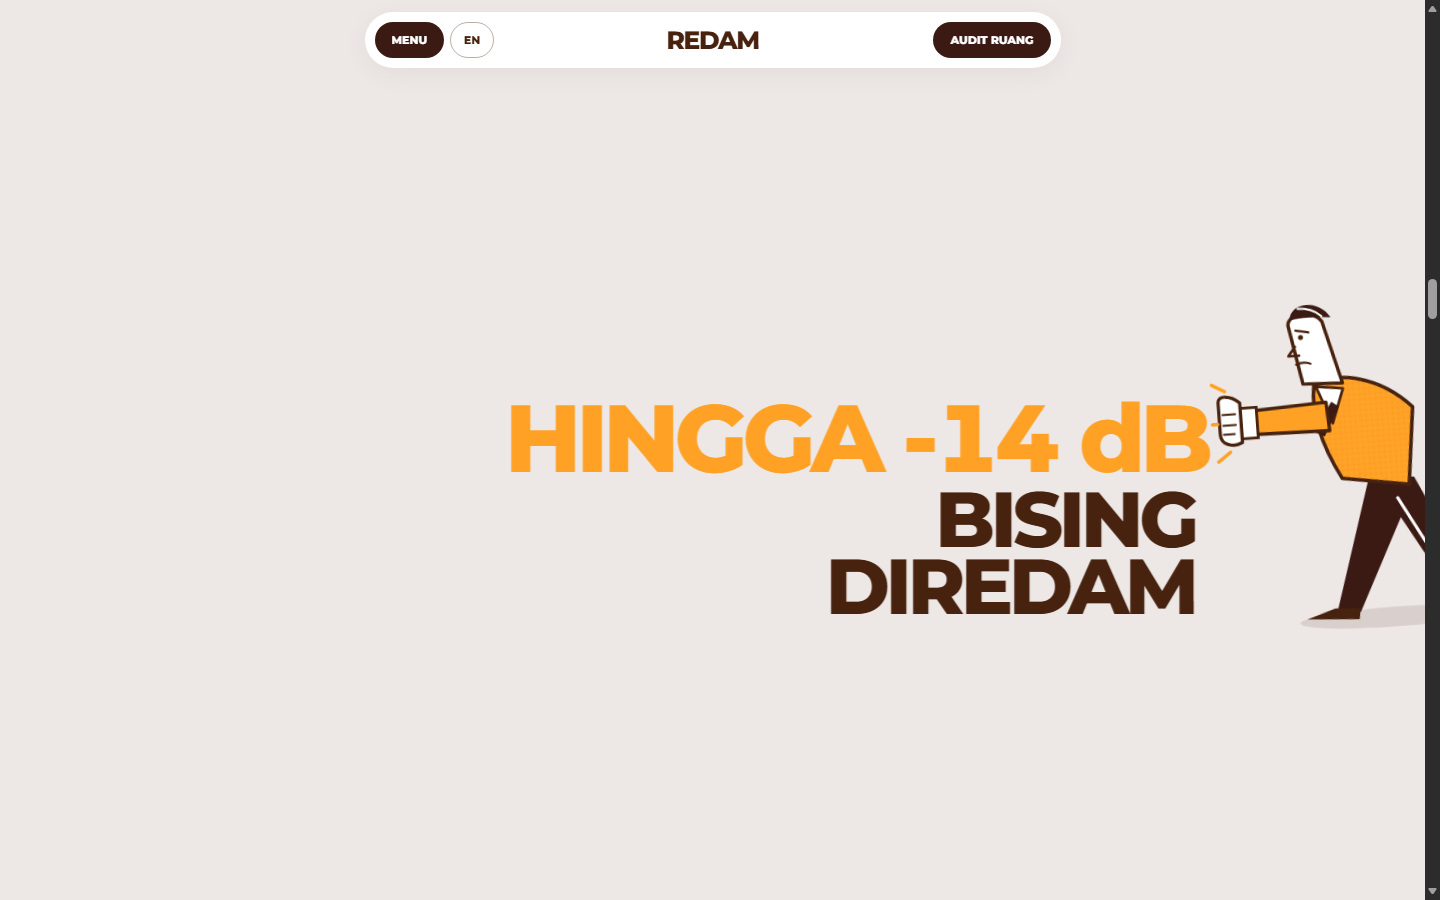 MENU
EN
REDAM
AUDIT RUANG
HINGGA -14 dB
BISING
DIREDAM